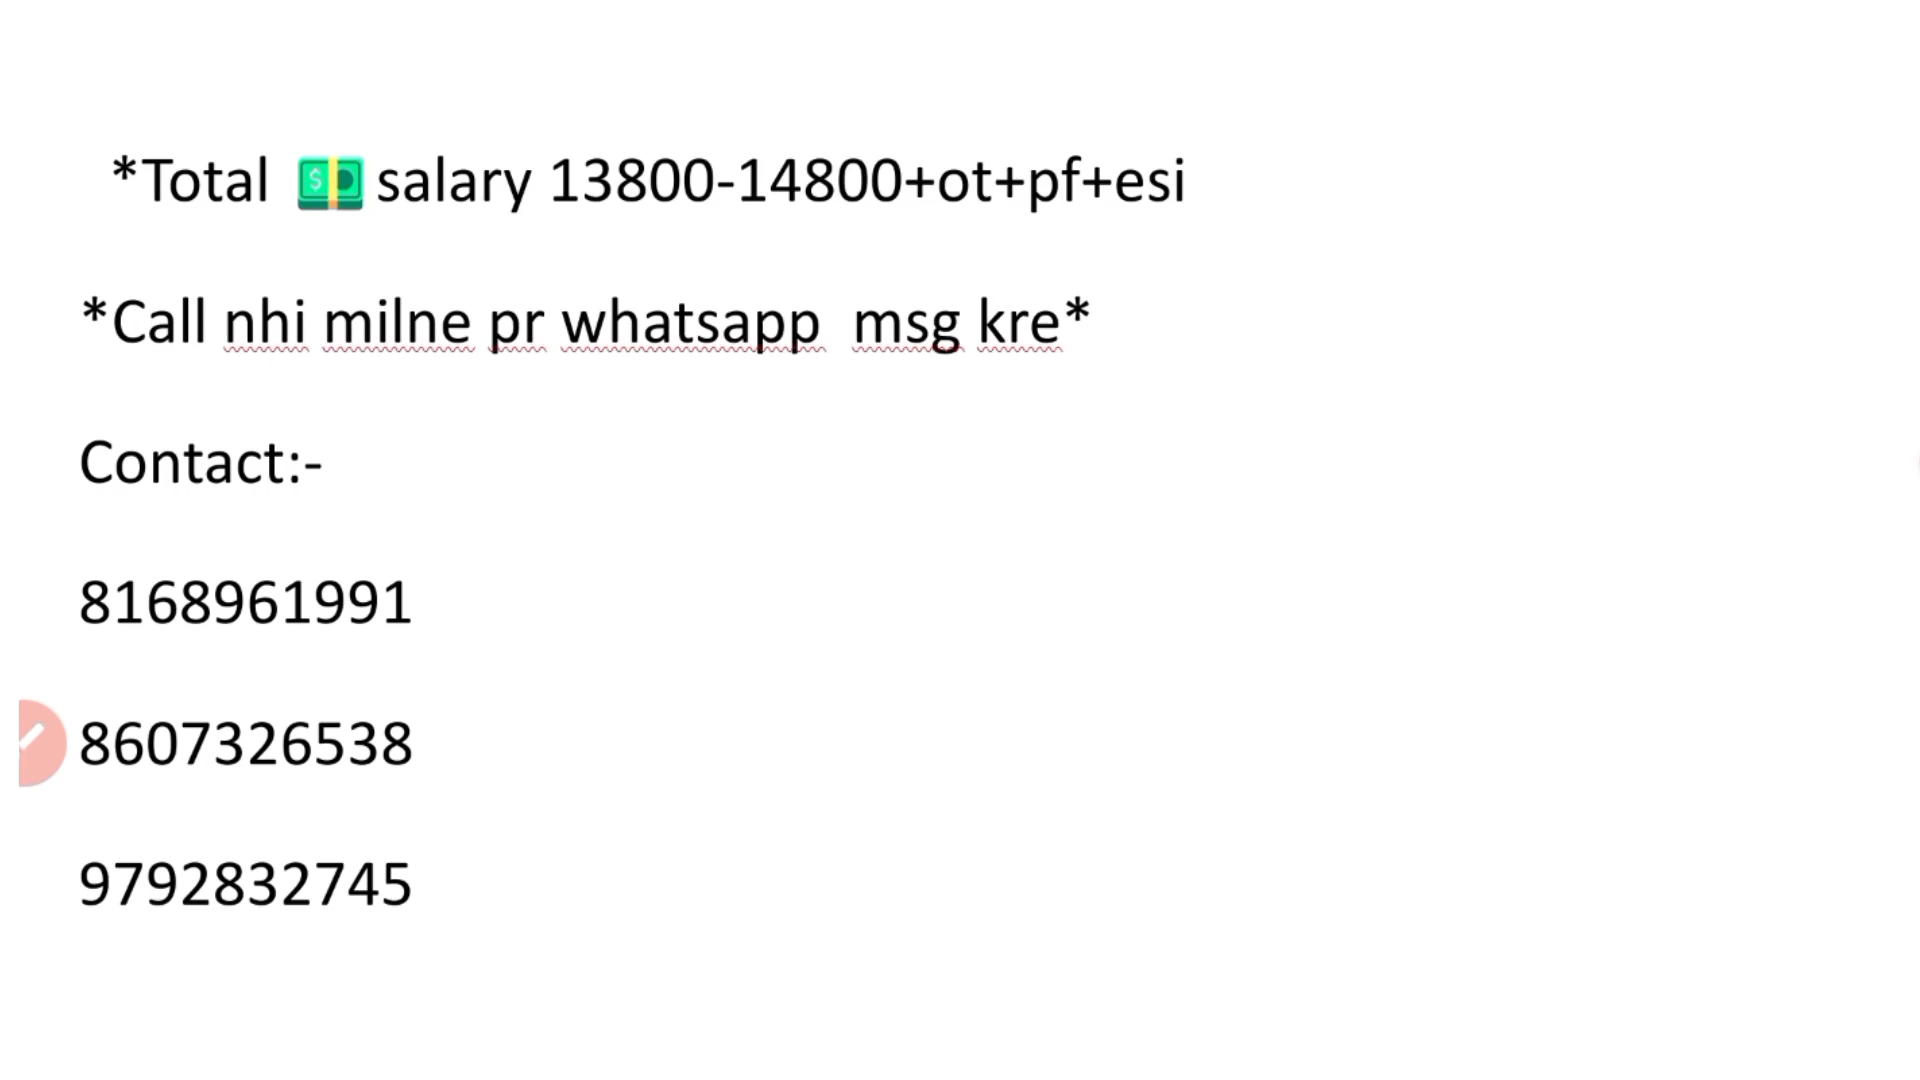 *Total 💵 salary 13800-14800+ot+pf+esi
*Call nhi milne pr whatsapp  msg kre*
Contact:-
8168961991
8607326538
9792832745